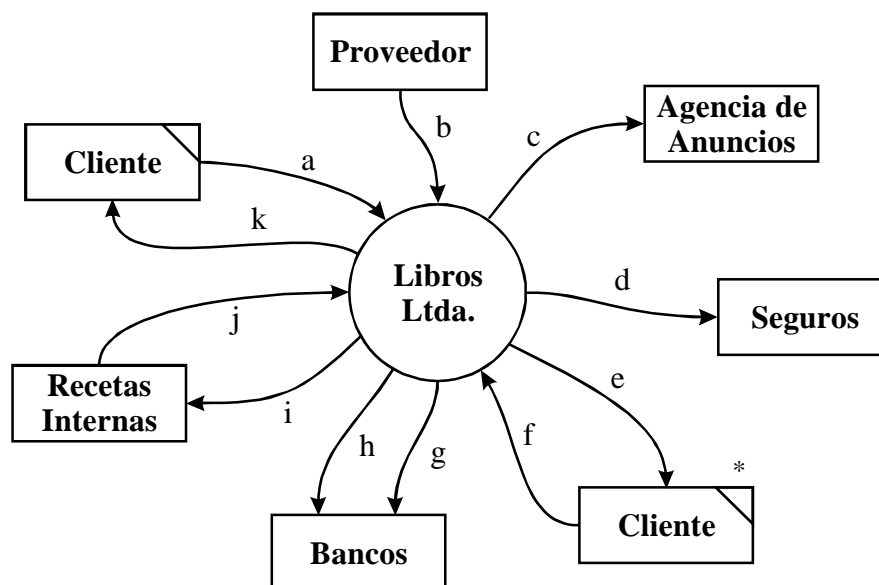 Proveedor
b
c
Agencia de
Anuncios
Cliente
a
k
Libros
Ltda.
d
Seguros
j
Recetas
Internas
i
h
g
f
e
*
Cliente
Bancos